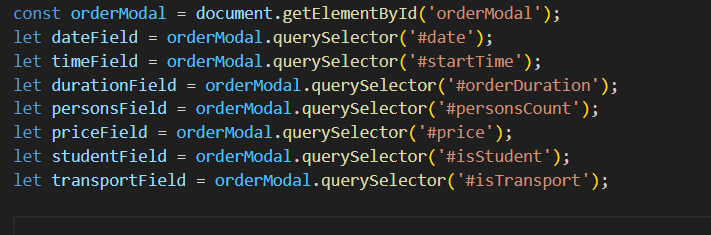 const orderModal = document.getElementById('orderModal');
let dateField = orderModal.querySelector('#date');
let timeField = orderModal.querySelector('#startTime');
let durationField = orderModal.querySelector('#orderDuration');
let personsField = orderModal.querySelector('#personsCount');
let priceField = orderModal.querySelector('#price');
let studentField = orderModal.querySelector('#isStudent');
let transportField = orderModal.querySelector('#isTransport');